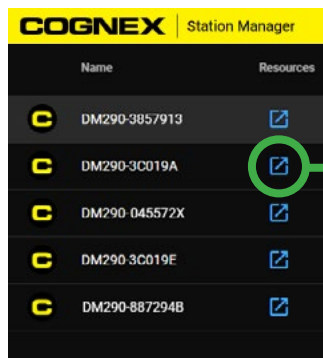 COGNEX Station Manager
Name Resources
DM290-3857913
DM290-3C019A
DM290-045572X
DM290-3C019E
DM290-887294B